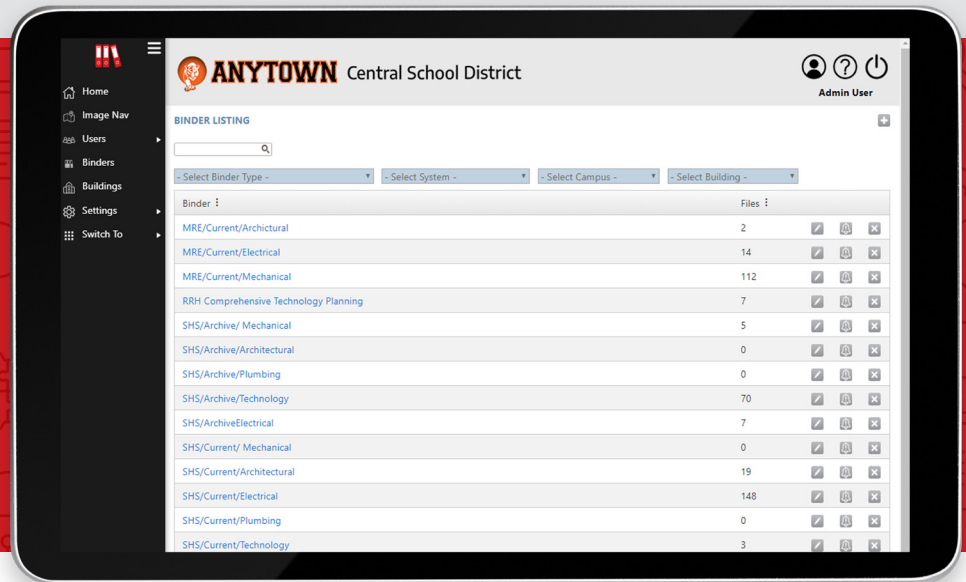 ANYTOWN Central School District
Admin User
Home
Image Nav
Users
Binders
Buildings
Settings
Switch To
BINDER LISTING
- Select Binder Type - - Select System - - Select Campus - - Select Building -
Binder Files
MRE/Current/Archictural 2
MRE/Current/Electrical 14
MRE/Current/Mechanical 112
RRH Comprehensive Technology Planning 7
SHS/Archive/ Mechanical 5
SHS/Archive/Architectural 0
SHS/Archive/Plumbing 0
SHS/Archive/Technology 70
SHS/ArchiveElectrical 7
SHS/Current/ Mechanical 0
SHS/Current/Architectural 19
SHS/Current/Electrical 148
SHS/Current/Plumbing 0
SHS/Current/Technology 3